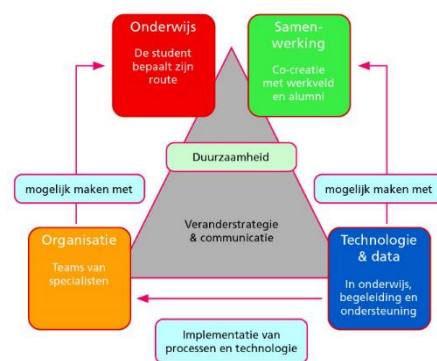 Onderwijs
De student
bepaalt zijn
route
Samen-
werking
Co-creatie
met werkveld
en alumni
Duurzaamheid
mogelijk maken met
mogelijk maken met
Veranderstrategie
& communicatie
Organisatie
Teams van
specialisten
Technologie
& data
In onderwijs,
begeleiding en
ondersteuning
Implementatie van
processen en technologie